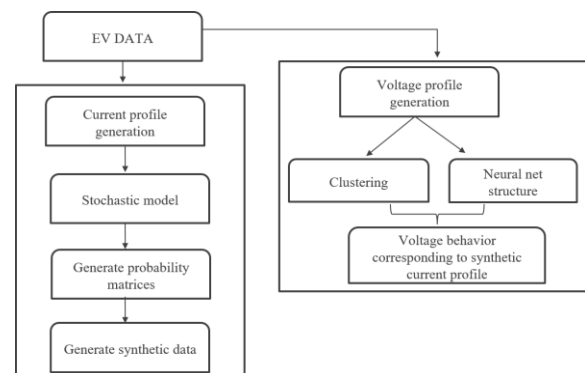 EV DATA
Current profile
generation
Stochastic model
Generate probability
matrices
Generate synthetic data
Voltage profile
generation
Clustering
Neural net
structure
Voltage behavior
corresponding to synthetic
current profile